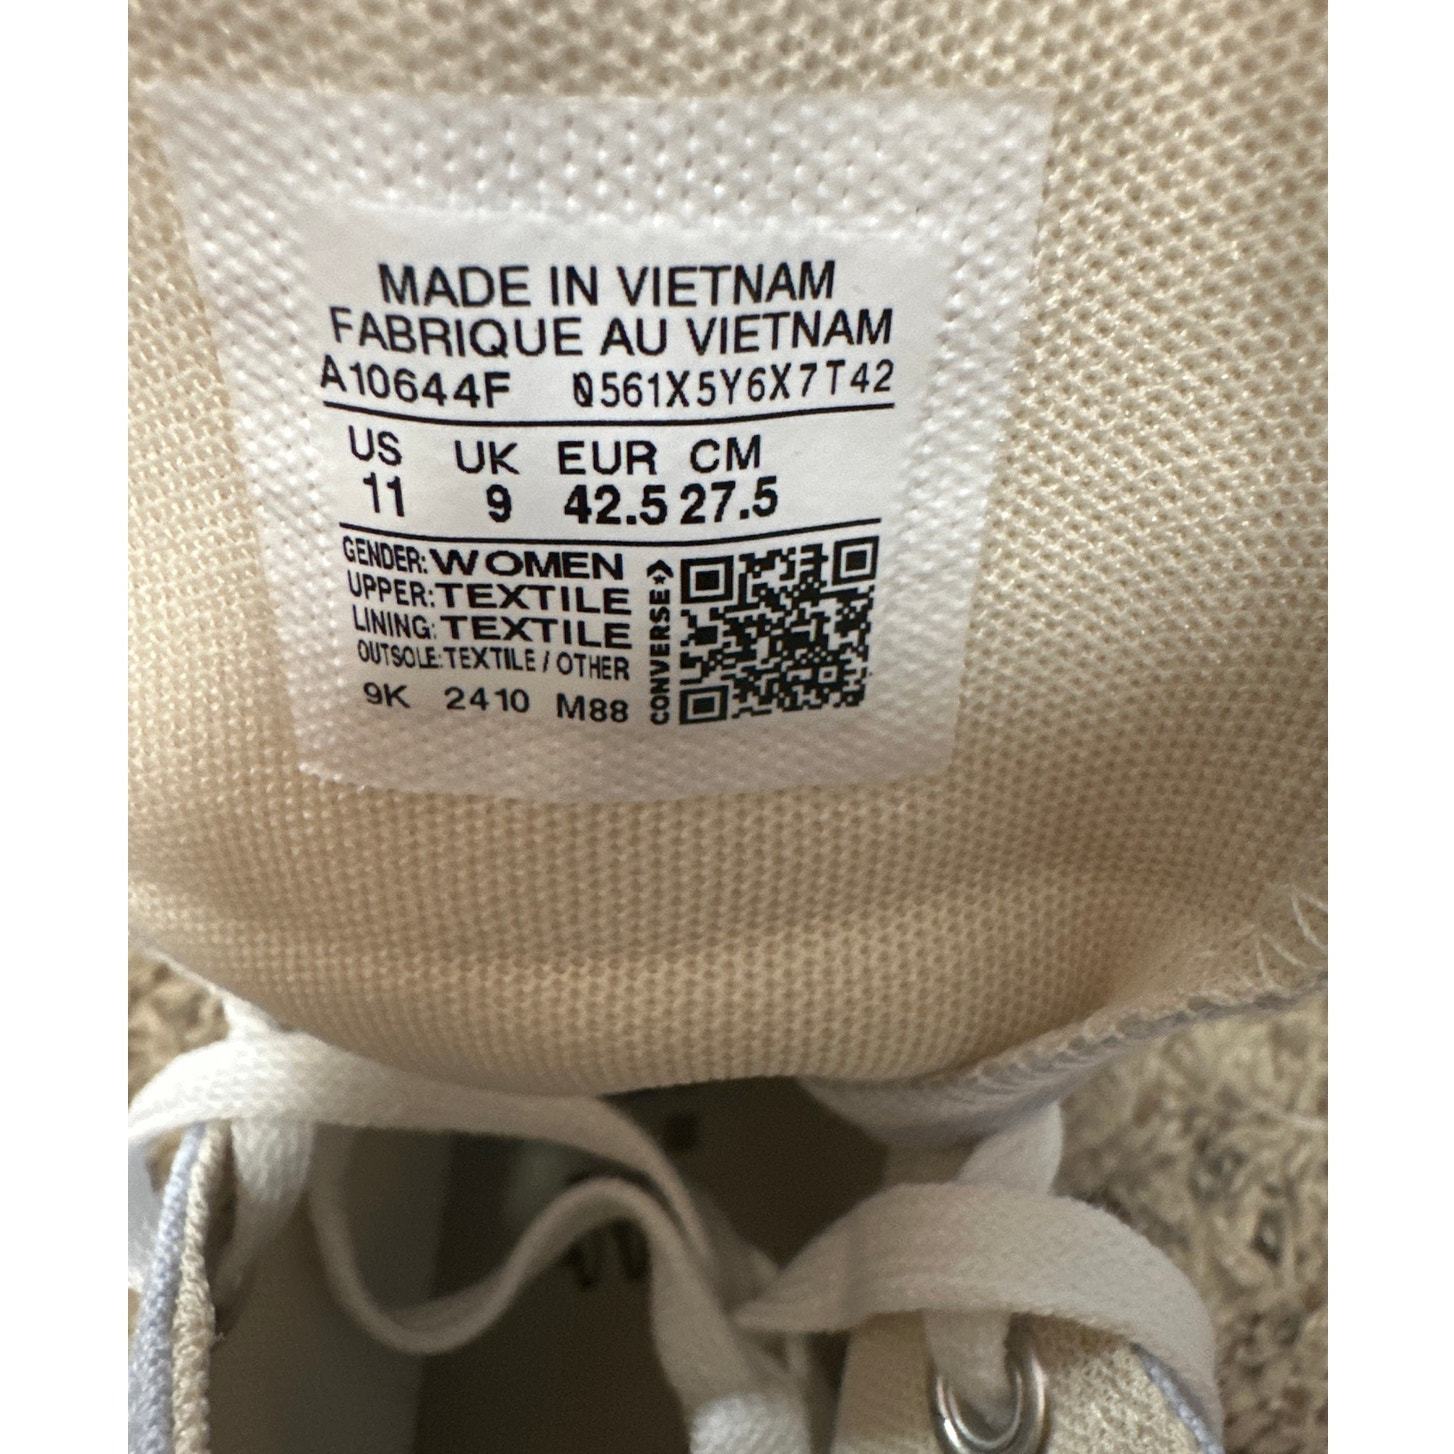 MADE IN VIETNAM
FABRIQUE AU VIETNAM
A10644F 0561X5Y6X7T42
US UK EUR CM
11 9 42.5 27.5
GENDER: WOMEN
UPPER: TEXTILE
LINING: TEXTILE
OUTSOLE: TEXTILE / OTHER
9K 2410 M88
CONVERSE